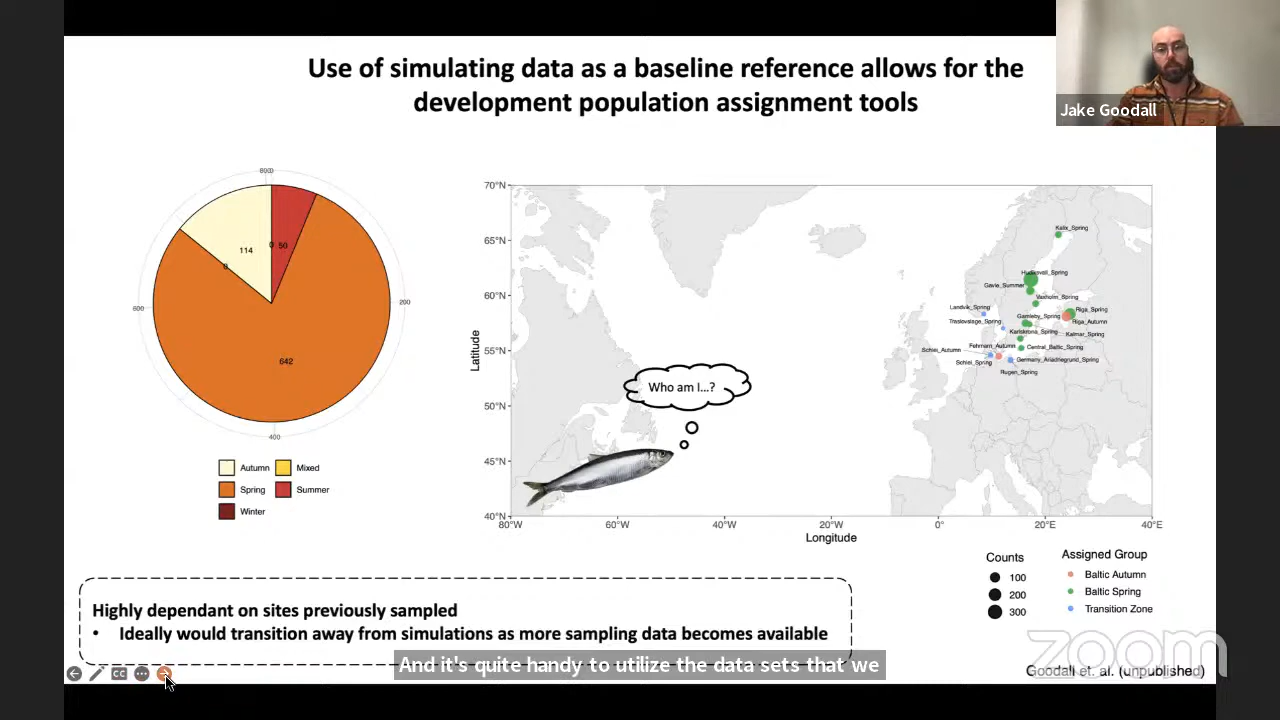 Use of simulating data as a baseline reference allows for the
development population assignment tools
Jake Goodall
8000
114
0
50
0
600
200
642
400
Autumn
Mixed
Spring
Summer
Winter
70°N
65°N
60°N
55°N
50°N
45°N
40°N
Latitude
80°W
60°W
40°W
20°W
0°
20°E
40°E
Longitude
Kalix_Spring
Hudiksvall_Spring
Gavle_Summer
Vaxholm_Spring
Landvik_Spring
Gamleby_Spring
Riga_Spring
Riga_Autumn
Karlskrona_Spring
Kalmar_Spring
Schlei_Autumn
Fehmarn_Autumn
Central_Baltic_Spring
Schlei_Spring
Rugen_Spring
Who am I...?
Counts
100
200
300
Assigned Group
Baltic Autumn
Baltic Spring
Transition Zone
Highly dependant on sites previously sampled
• Ideally would transition away from simulations as more sampling data becomes available
And it's quite handy to utilize the data sets that we
CC
zoom
Goodall et. al. (unpublished)